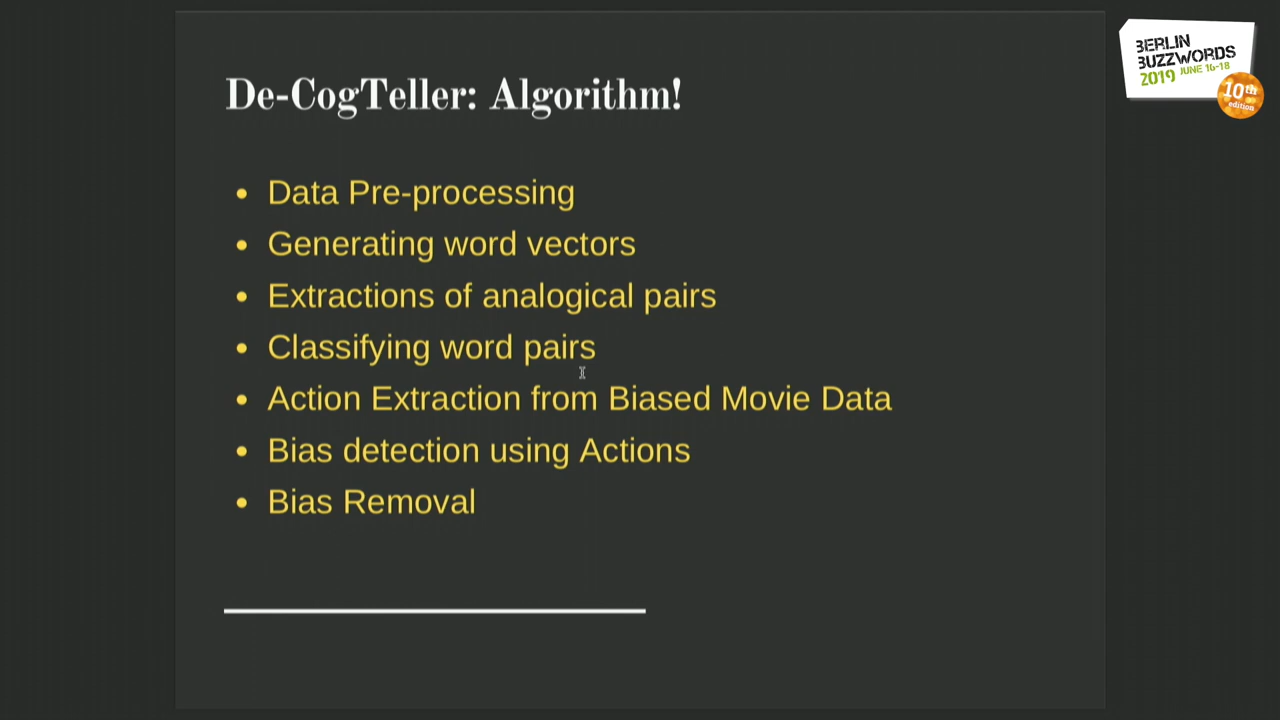 De-CogTeller: Algorithm!
Data Pre-processing
Generating word vectors
Extractions of analogical pairs
Classifying word pairs
Action Extraction from Biased Movie Data
Bias detection using Actions
Bias Removal
BERLIN
BUZZWORDS
2019 JUNE 16-18
10th
edition